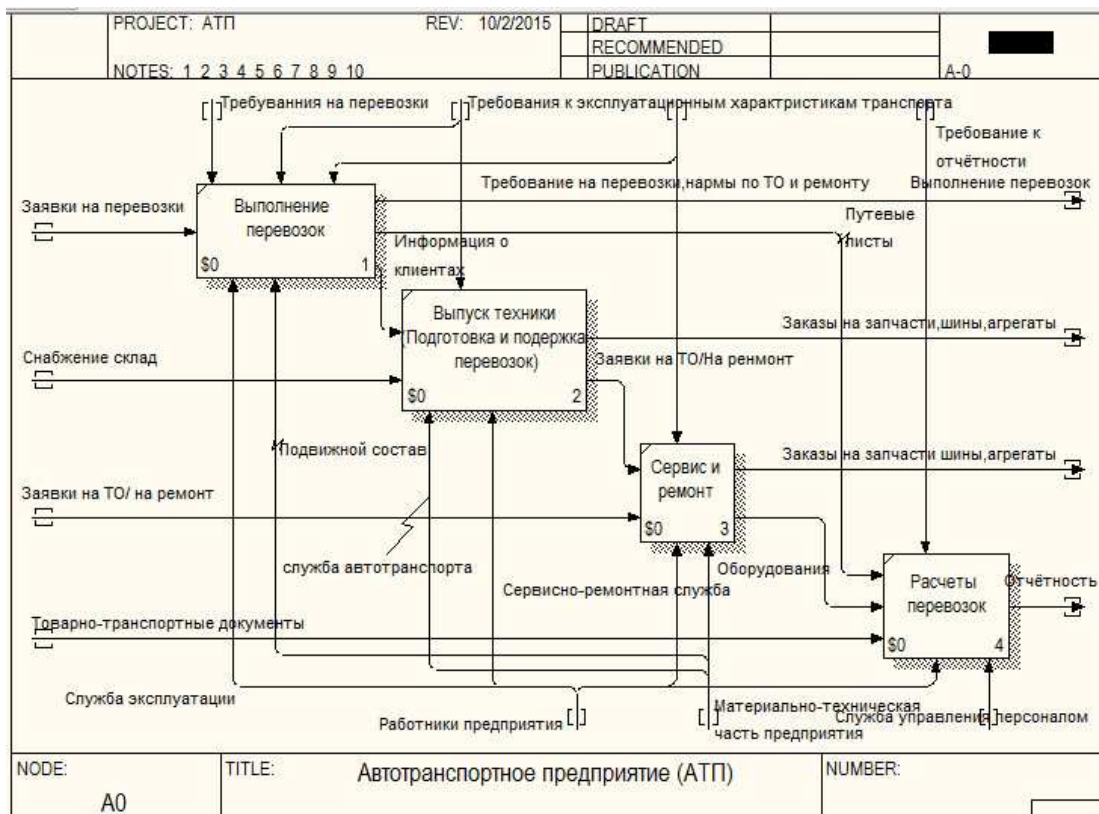 PROJECT: АТП
REV: 10/2/2015
DRAFT
RECOMMENDED
NOTES: 1 2 3 4 5 6 7 8 9 10
PUBLICATION
A-0
Требуванния на перевозки
Требования к эксплуатационным характристикам транспорта
Требование к
отчётности
Требование на перевозки,нармы по ТО и ремонту
Выполнение перевозок
Заявки на перевозки
Выполнение
перевозок
$0
1
Путевые
листы
Информация о
клиентах
Выпуск техники
(Подготовка и подержка
перевозок)
$0
2
Заказы на запчасти,шины,агрегаты
Снабжение склад
Заявки на ТО/На ренмонт
Подвижной состав
Сервис и
ремонт
$0
3
Заказы на запчасти шины,агрегаты
Заявки на ТО/ на ремонт
служба автотранспорта
Оборудования
Сервисно-ремонтная служба
Расчеты
перевозок
$0
4
Отчётность
Товарно-транспортные документы
Служба эксплуатации
Работники предприятия
Материально-техническая
часть предприятия
Служба управления персоналом
NODE:
A0
TITLE:
Автотранспортное предприятие (АТП)
NUMBER: